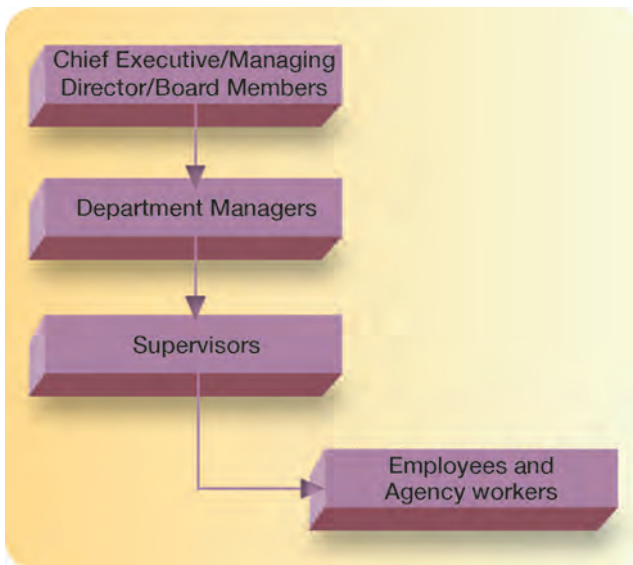 Chief Executive/Managing
Director/Board Members
Department Managers
Supervisors
Employees and
Agency workers